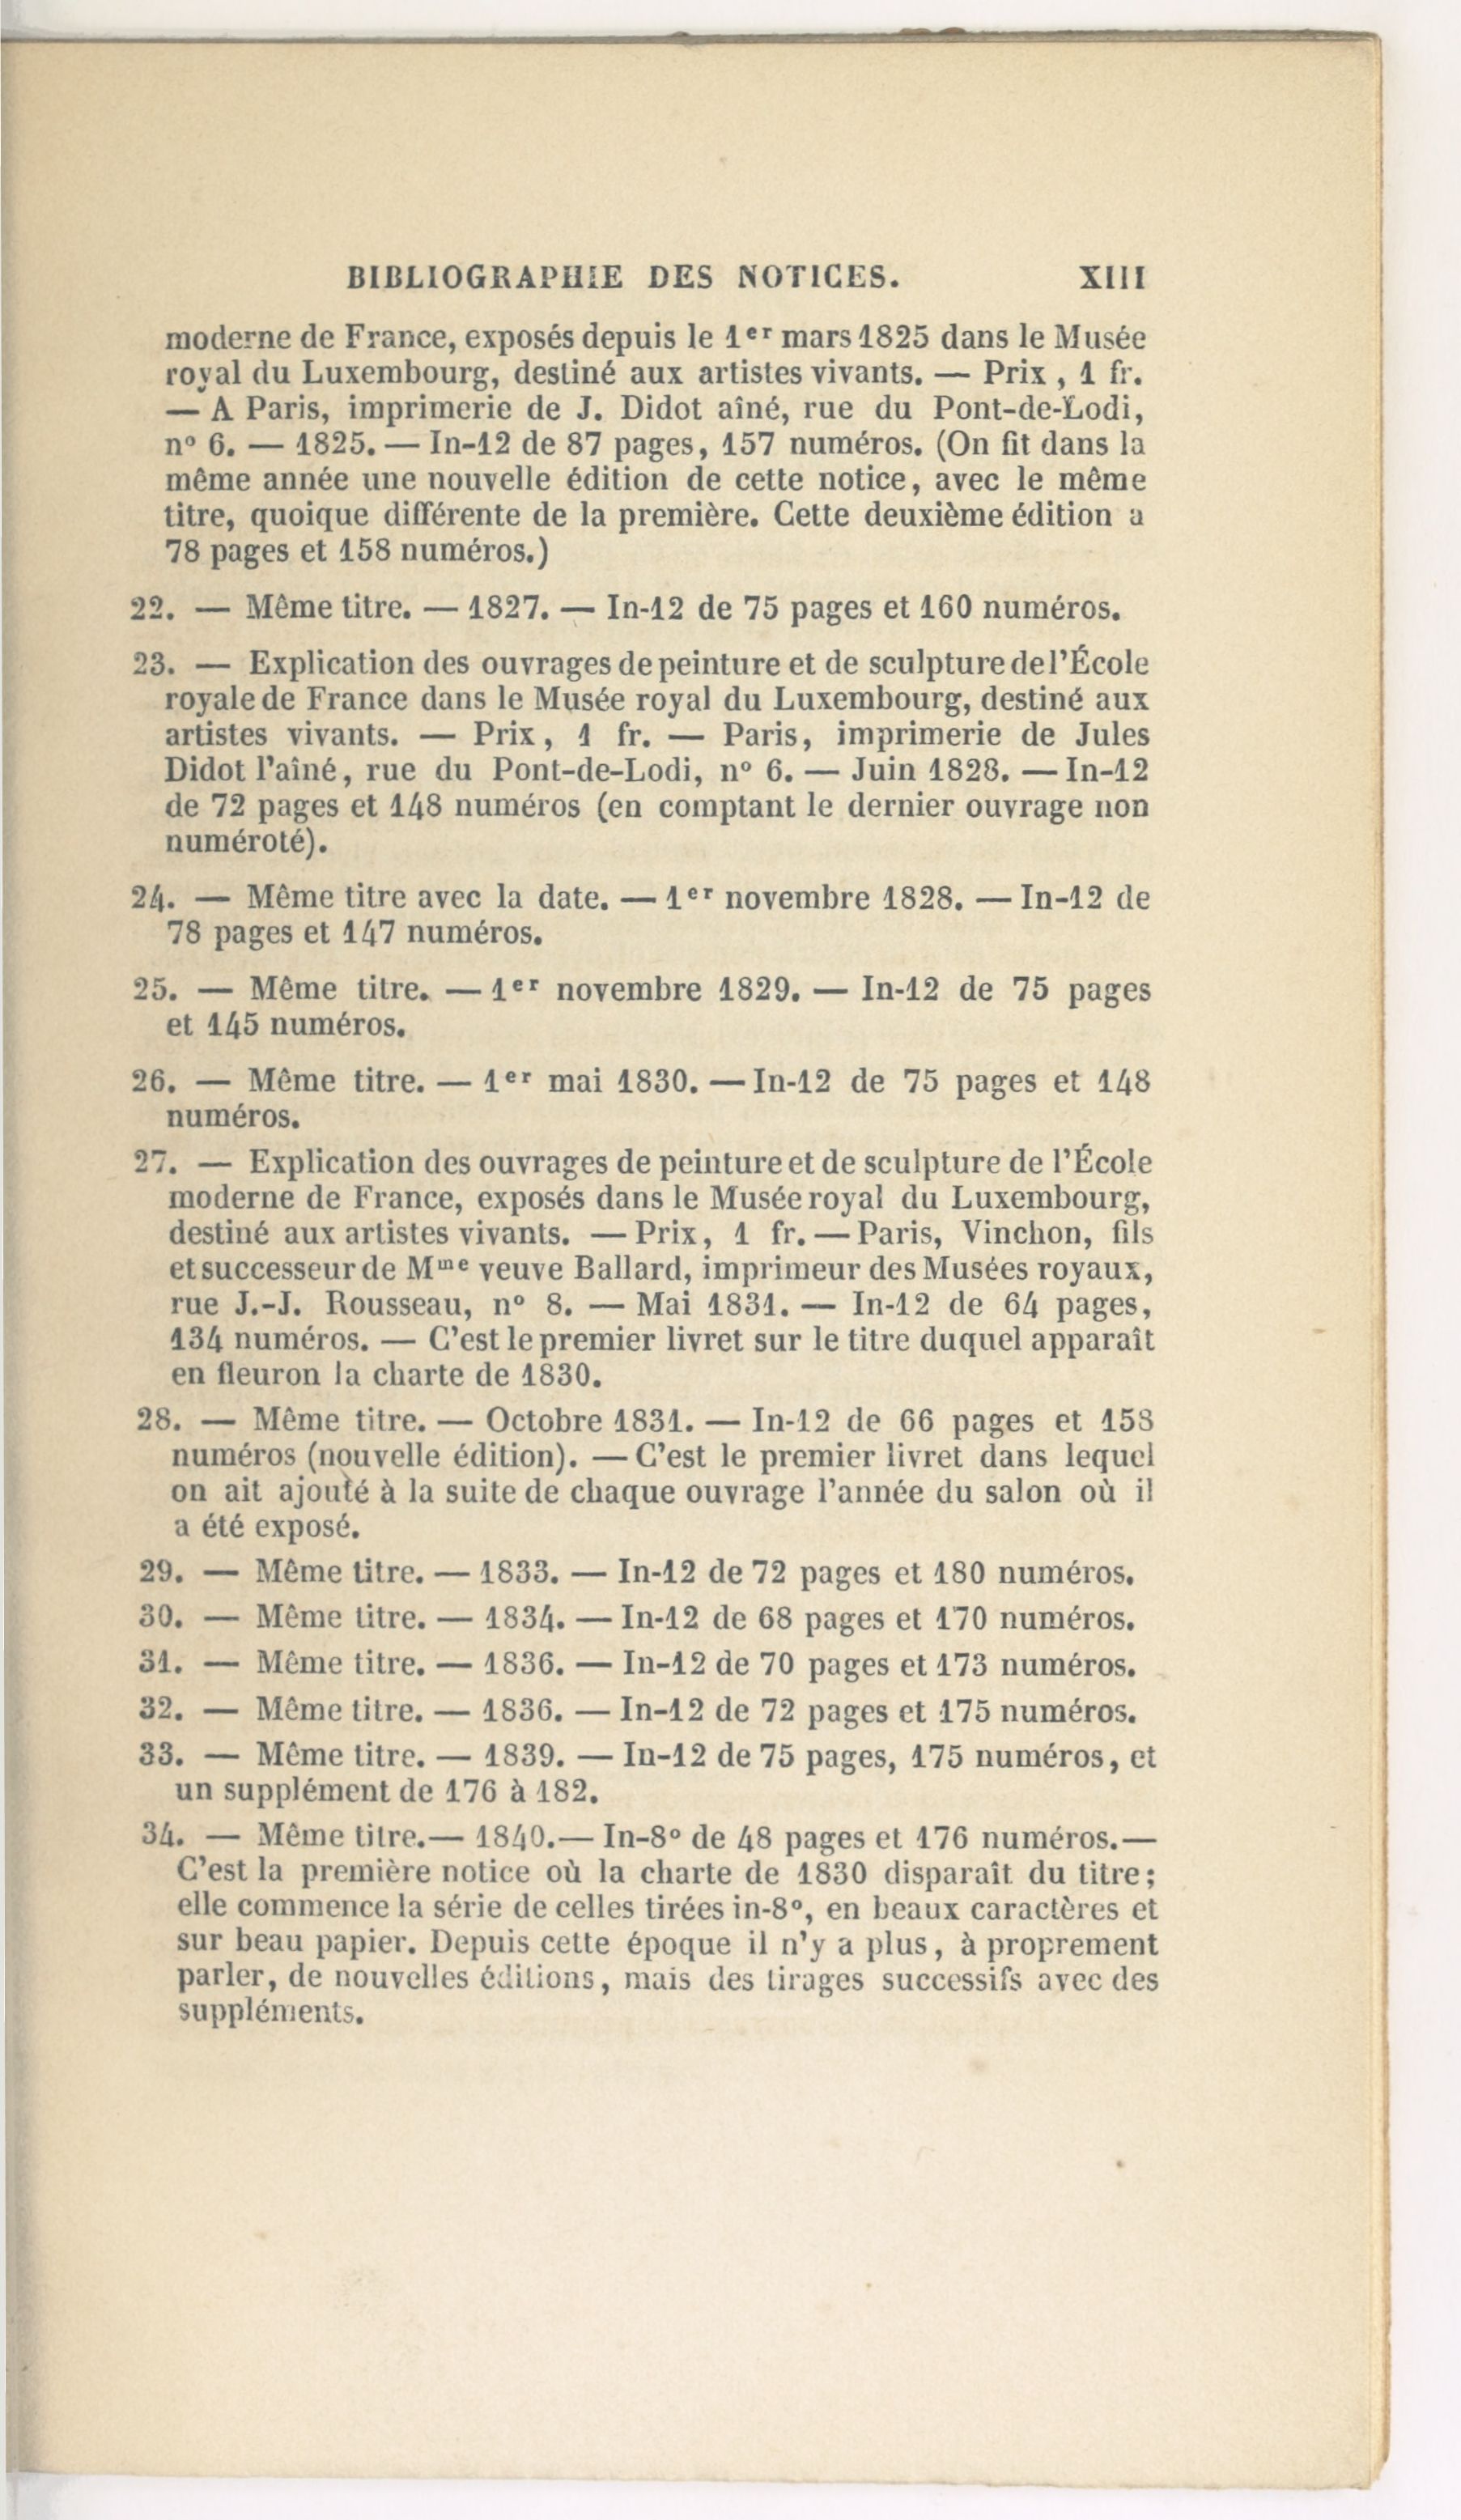 BIBLIOGRAPHIE DES NOTICES. XIII
moderne de France, exposés depuis le 1er mars 1825 dans le Musée
royal du Luxembourg, destiné aux artistes vivants. — Prix, 1 fr.
— A Paris, imprimerie de J. Didot aîné, rue du Pont-de-Lodi,
nº 6. — 1825. — In-12 de 87 pages, 157 numéros. (On fit dans la
même année une nouvelle édition de cette notice, avec le même
titre, quoique différente de la première. Cette deuxième édition a
78 pages et 158 numéros.)
22. — Même titre. — 1827. — In-12 de 75 pages et 160 numéros.
23. — Explication des ouvrages de peinture et de sculpture de l'École
royale de France dans le Musée royal du Luxembourg, destiné aux
artistes vivants. — Prix, 1 fr. — Paris, imprimerie de Jules
Didot l'aîné, rue du Pont-de-Lodi, nº 6. — Juin 1828. — In-12
de 72 pages et 148 numéros (en comptant le dernier ouvrage non
numéroté).
24. — Même titre avec la date. — 1er novembre 1828. — In-12 de
78 pages et 147 numéros.
25. — Même titre. — 1er novembre 1829. — In-12 de 75 pages
et 145 numéros.
26. — Même titre. — 1er mai 1830. — In-12 de 75 pages et 148
numéros.
27. — Explication des ouvrages de peinture et de sculpture de l'École
moderne de France, exposés dans le Musée royal du Luxembourg,
destiné aux artistes vivants. — Prix, 1 fr. — Paris, Vinchon, fils
et successeur de Mme veuve Ballard, imprimeur des Musées royaux,
rue J.-J. Rousseau, nº 8. — Mai 1831. — In-12 de 64 pages,
134 numéros. — C'est le premier livret sur le titre duquel apparaît
en fleuron la charte de 1830.
28. — Même titre. — Octobre 1831. — In-12 de 66 pages et 158
numéros (nouvelle édition). — C'est le premier livret dans lequel
on ait ajouté à la suite de chaque ouvrage l'année du salon où il
a été exposé.
29. — Même titre. — 1833. — In-12 de 72 pages et 180 numéros.
30. — Même titre. — 1834. — In-12 de 68 pages et 170 numéros.
31. — Même titre. — 1836. — In-12 de 70 pages et 173 numéros.
32. — Même titre. — 1836. — In-12 de 72 pages et 175 numéros.
33. — Même titre. — 1839. — In-12 de 75 pages, 175 numéros, et
un supplément de 176 à 182.
34. — Même titre. — 1840. — In-8º de 48 pages et 176 numéros. —
C'est la première notice où la charte de 1830 disparaît du titre;
elle commence la série de celles tirées in-8º, en beaux caractères et
sur beau papier. Depuis cette époque il n'y a plus, à proprement
parler, de nouvelles éditions, mais des tirages successifs avec des
suppléments.